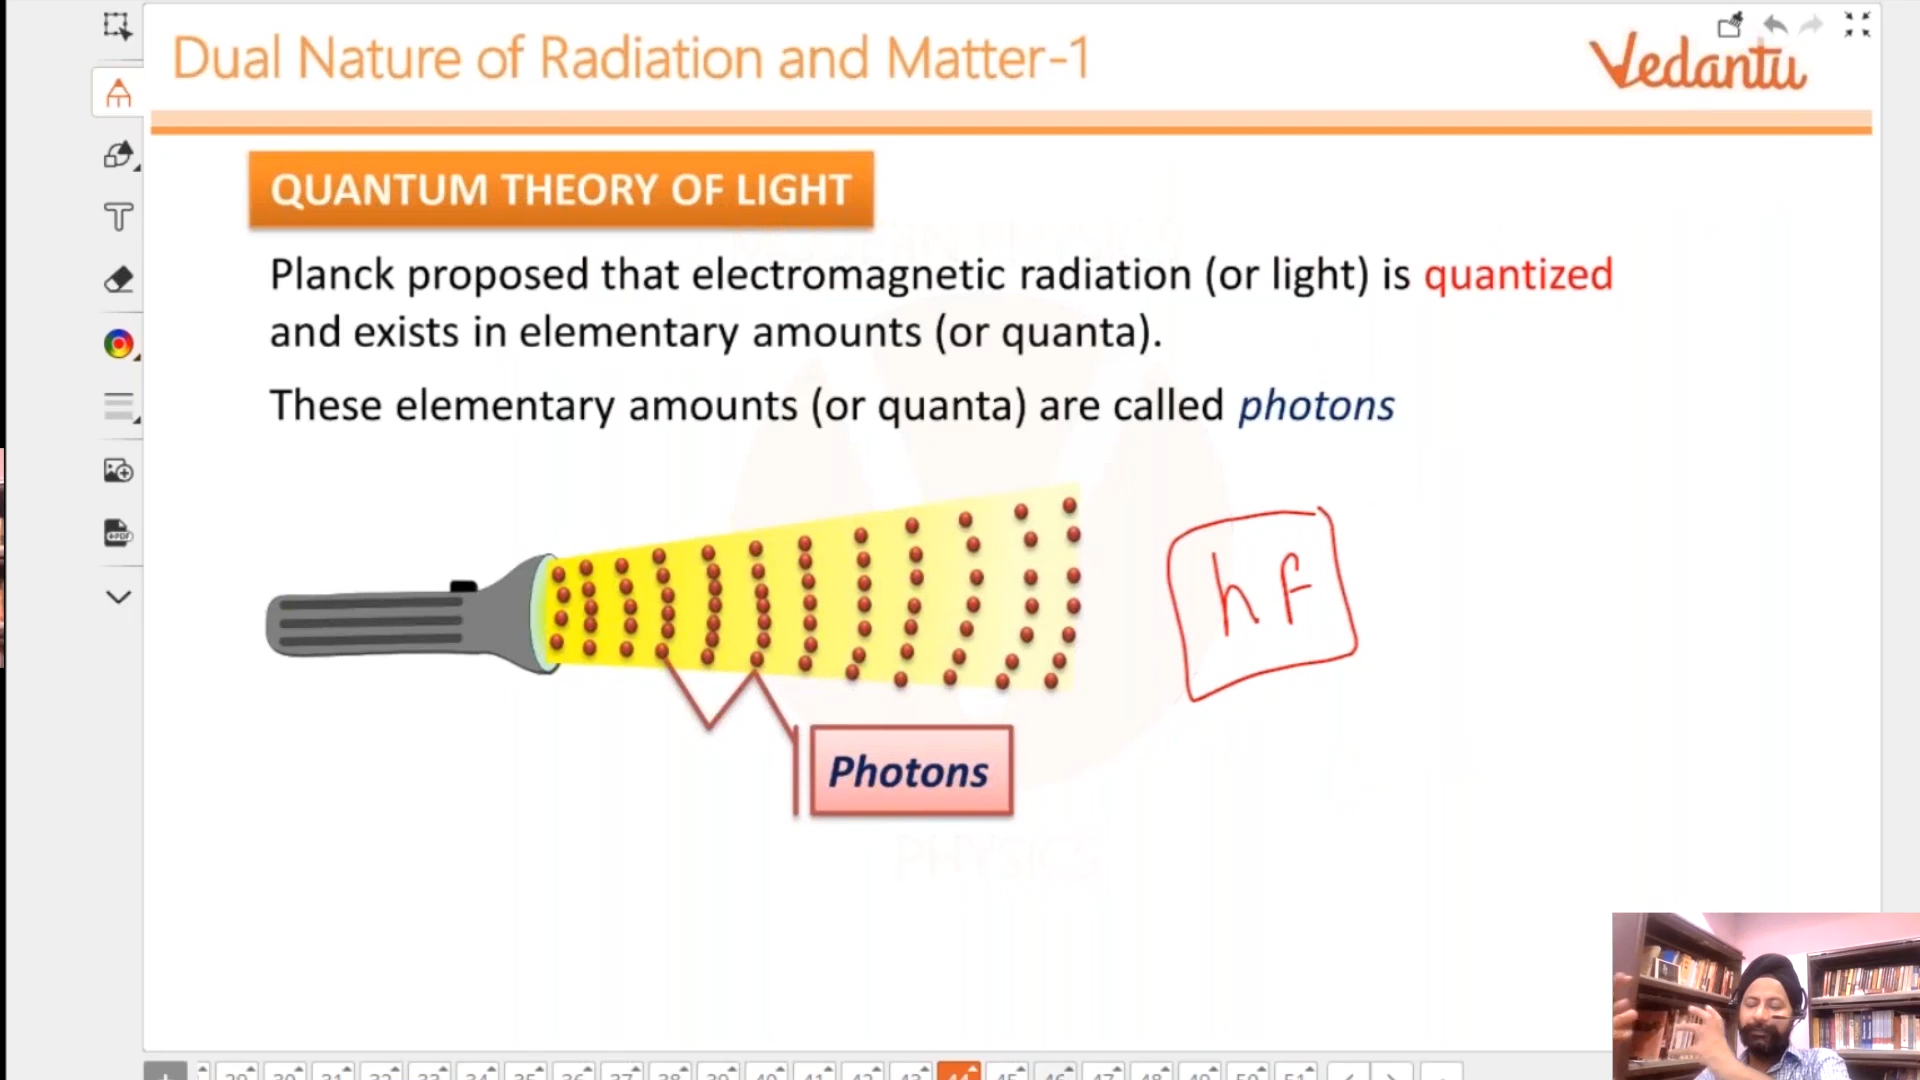 Dual Nature of Radiation and Matter-1
Vedantu
QUANTUM THEORY OF LIGHT
Planck proposed that electromagnetic radiation (or light) is quantized
and exists in elementary amounts (or quanta).
These elementary amounts (or quanta) are called photons
hf
Photons
PHYSICS